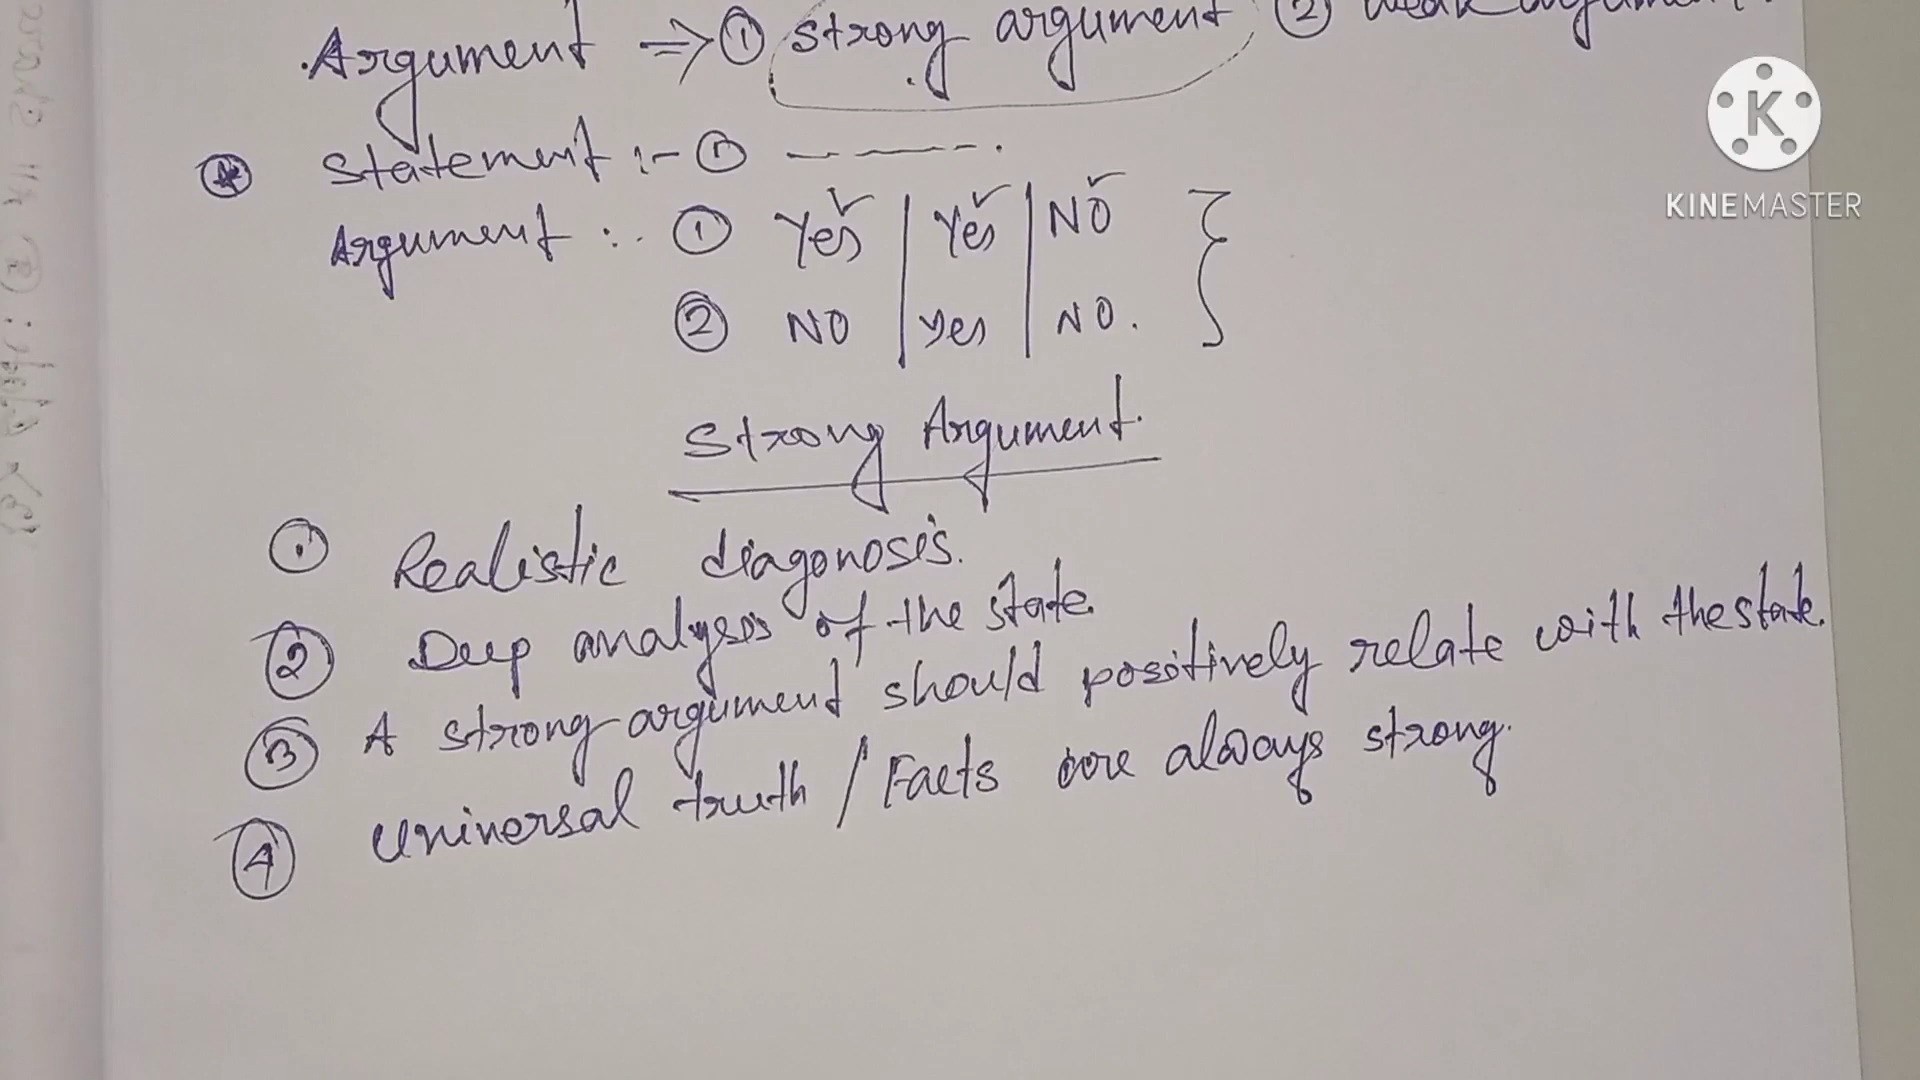 Argument => ① Strong argument ② weak argument.
Statement :- ① - - - - - .
Argument :- ① Yes | Yes | NO
② NO | Yes | NO.
Strong Argument.
① Realistic diagonosis.
② Deep analysis of the state.
③ A strong argument should positively relate with the state.
④ universal truth / Facts are always strong.
K
KINEMASTER